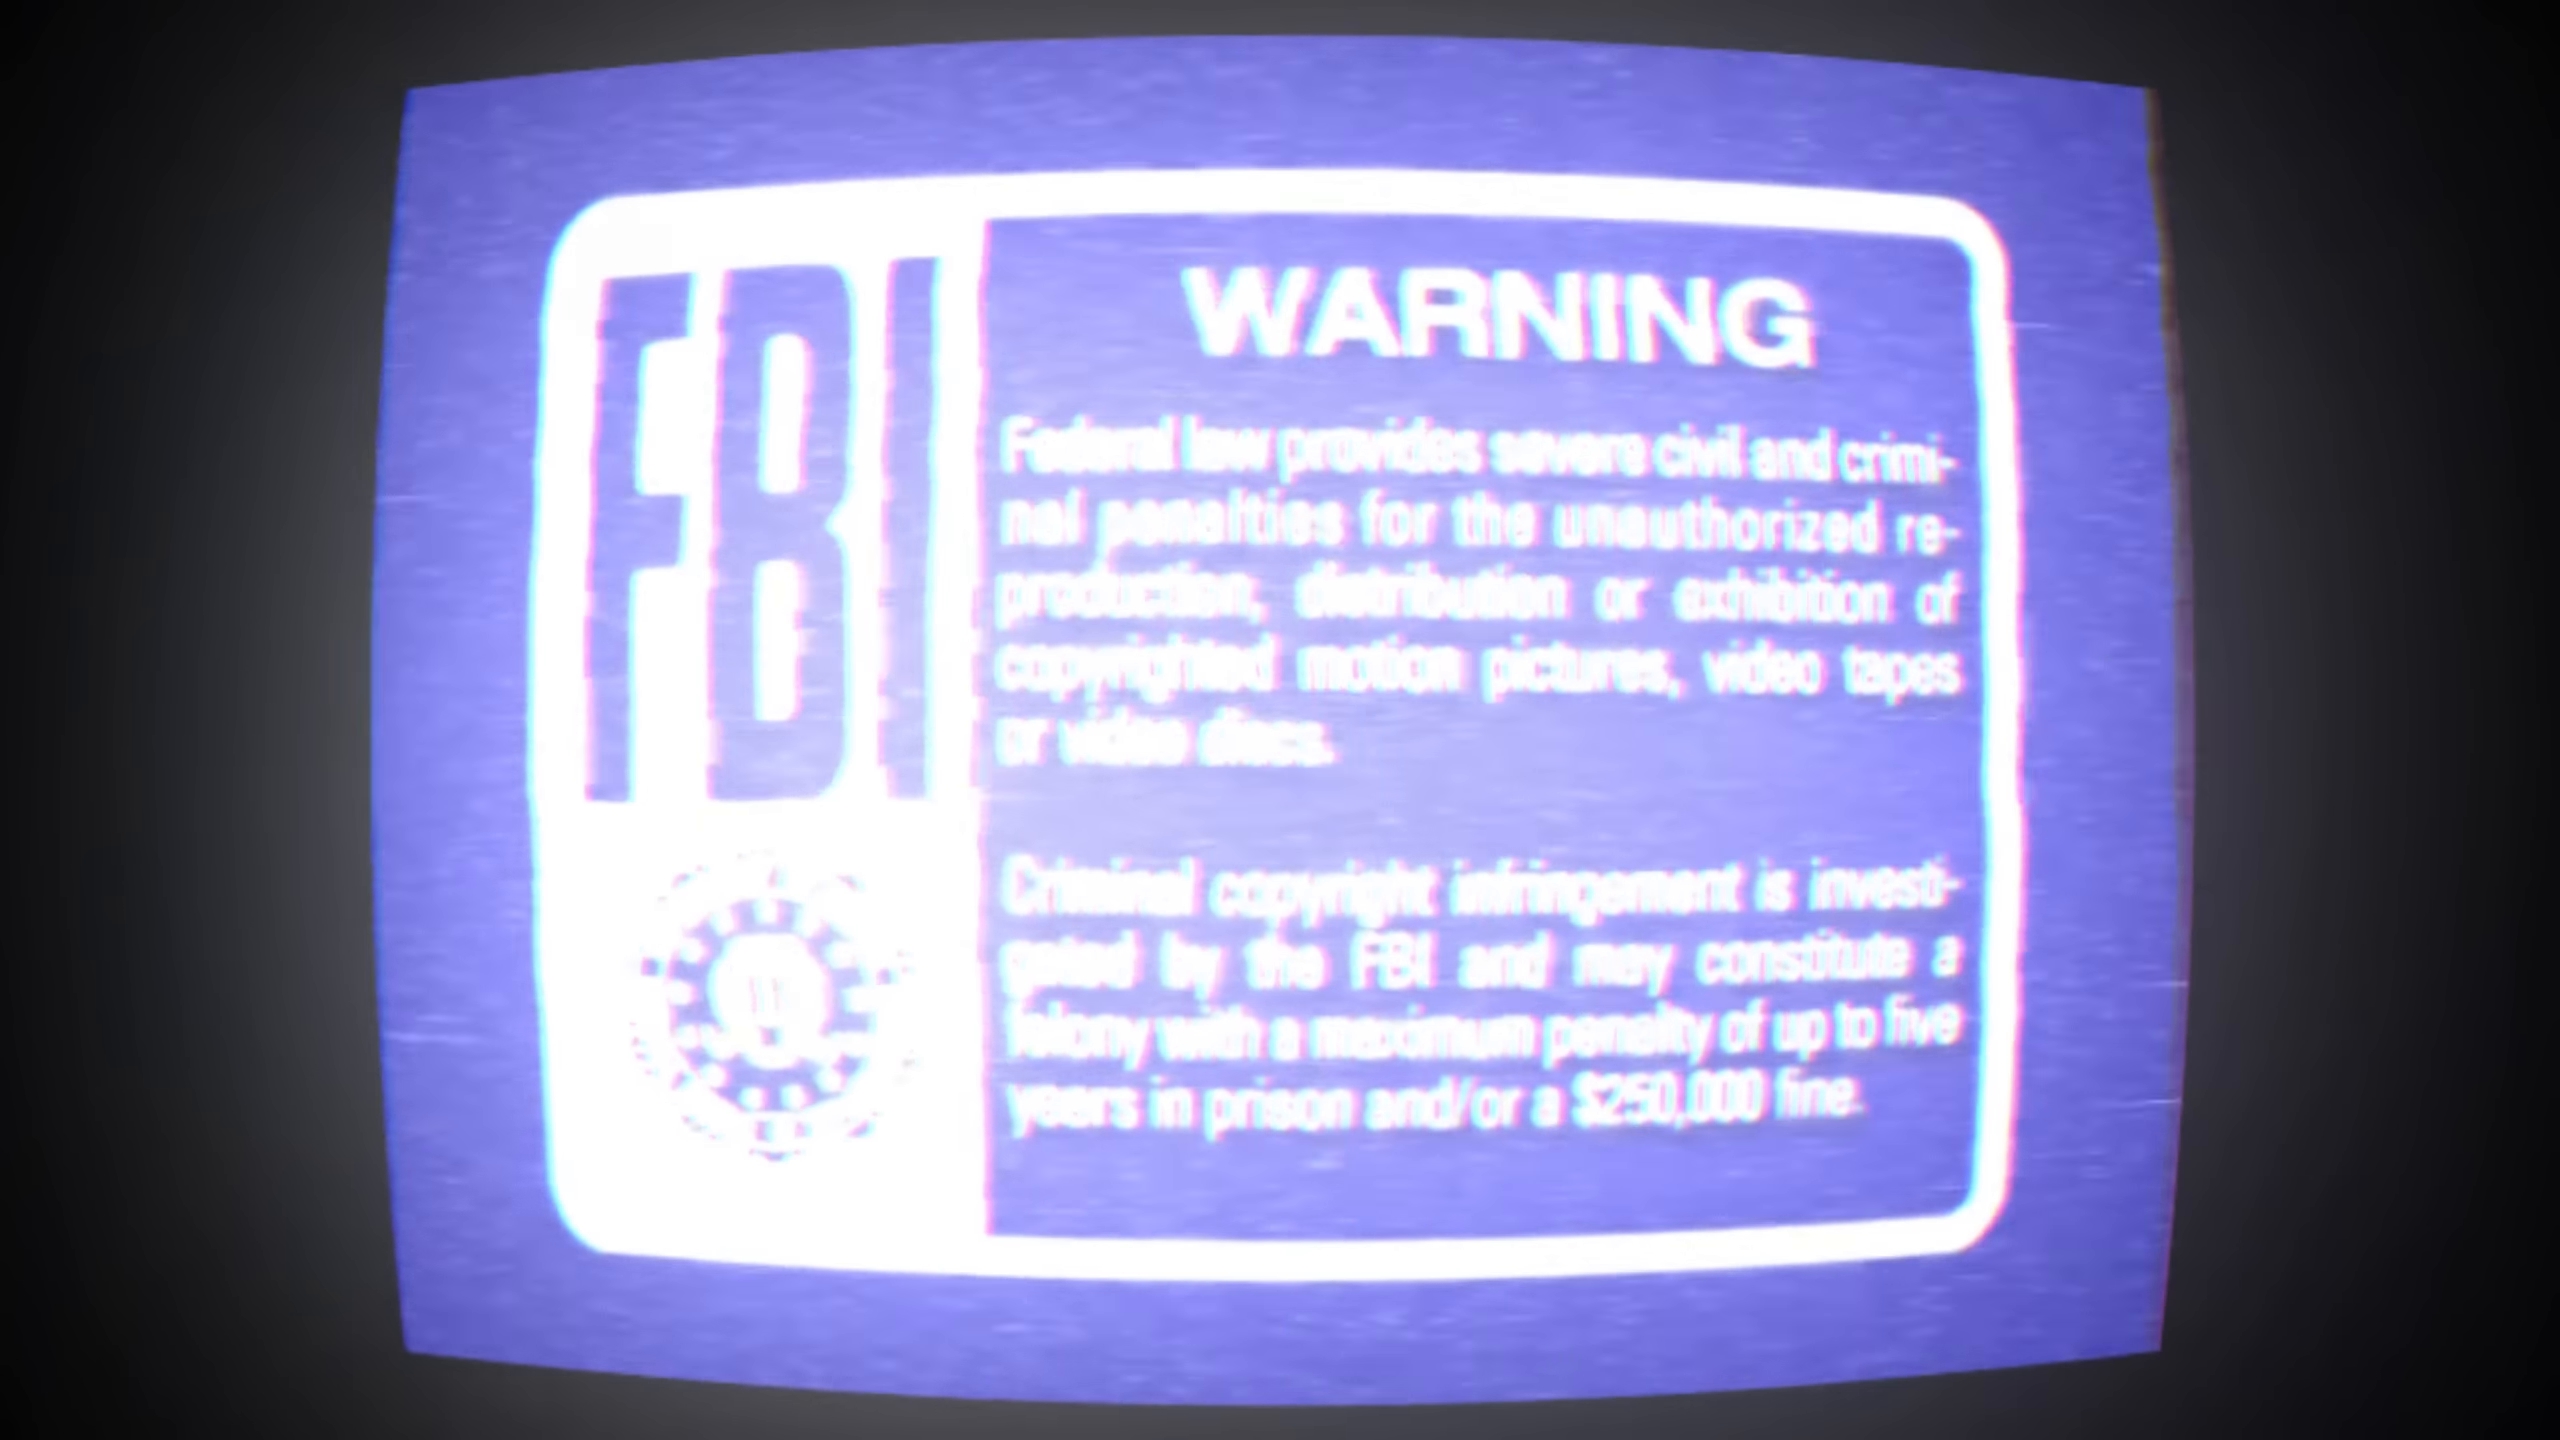 FBI
WARNING
Federal law provides severe civil and crimi-
nal penalties for the unauthorized re-
production, distribution or exhibition of
copyrighted motion pictures, video tapes
or video discs.
Criminal copyright infringement is investi-
gated by the FBI and may constitute a
felony with a maximum penalty of up to five
years in prison and/or a $250,000 fine.